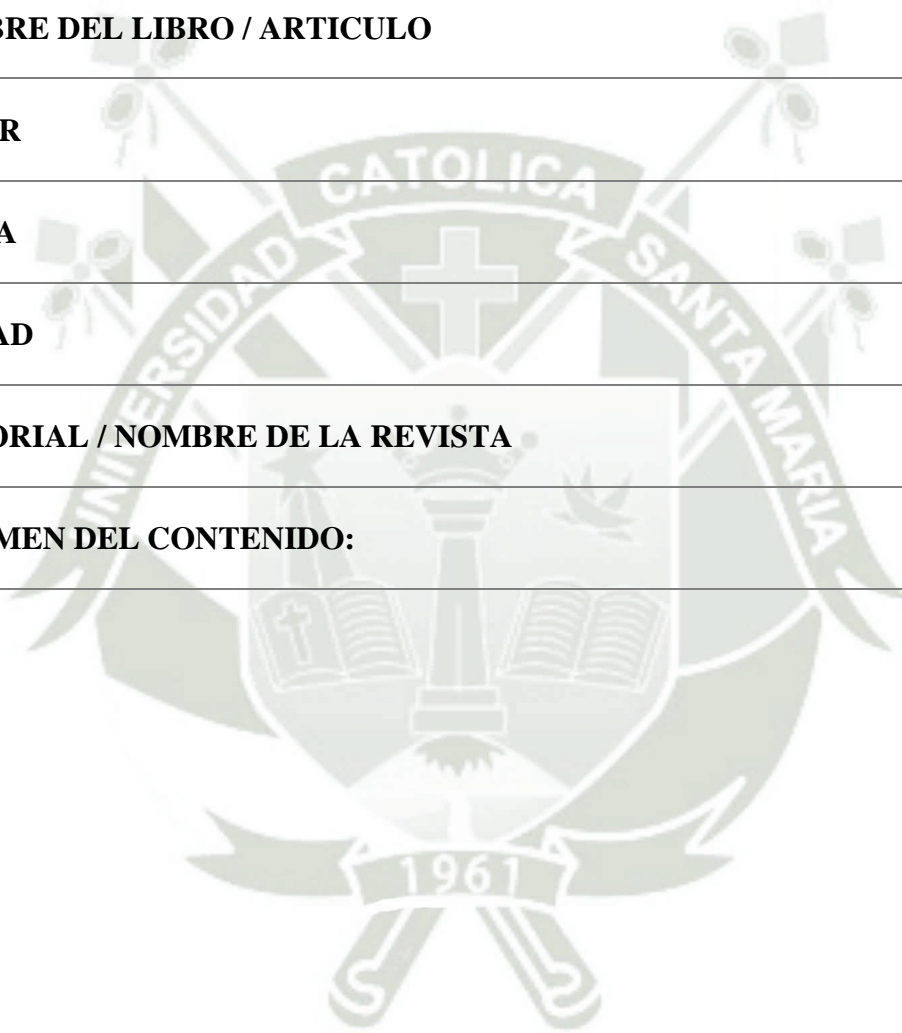 BRE DEL LIBRO / ARTICULO
R
A
AD
ORIAL / NOMBRE DE LA REVISTA
MEN DEL CONTENIDO:
UNIVERSIDAD CATOLICA SANTA MARIA
1961